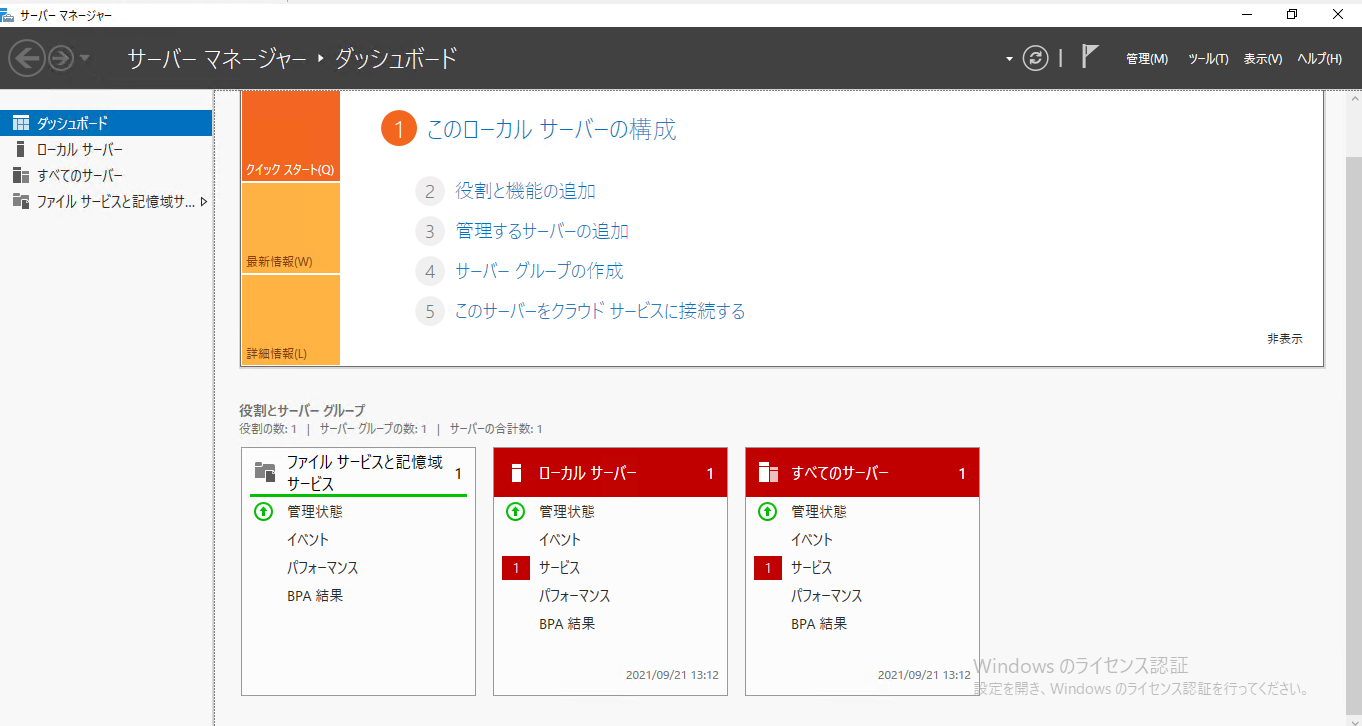 サーバー マネージャー
サーバー マネージャー ‣ ダッシュボード
管理(M) ツール(T) 表示(V) ヘルプ(H)
ダッシュボード
ローカル サーバー
すべてのサーバー
ファイル サービスと記憶域サ...
クイック スタート(Q)
最新情報(W)
詳細情報(L)
1 このローカル サーバーの構成
2 役割と機能の追加
3 管理するサーバーの追加
4 サーバー グループの作成
5 このサーバーをクラウド サービスに接続する
非表示
役割とサーバー グループ
役割の数: 1 | サーバー グループの数: 1 | サーバーの合計数: 1
ファイル サービスと記憶域
サービス
1
管理状態
イベント
パフォーマンス
BPA 結果
ローカル サーバー 1
管理状態
イベント
1 サービス
パフォーマンス
BPA 結果
2021/09/21 13:12
すべてのサーバー 1
管理状態
イベント
1 サービス
パフォーマンス
BPA 結果
2021/09/21 13:12
Windows のライセンス認証
設定を開き、Windows のライセンス認証を行ってください。